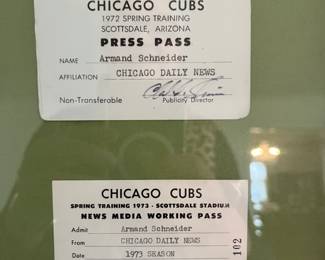 CHICAGO CUBS
1972 SPRING TRAINING
SCOTTSDALE, ARIZONA
PRESS PASS
NAME Armand Schneider
AFFILIATION CHICAGO DAILY NEWS
Non-Transferable Publicity Director
CHICAGO CUBS
SPRING TRAINING 1973 - SCOTTSDALE STADIUM
NEWS MEDIA WORKING PASS
Admit Armand Schneider
From CHICAGO DAILY NEWS
Date 1973 SEASON
102